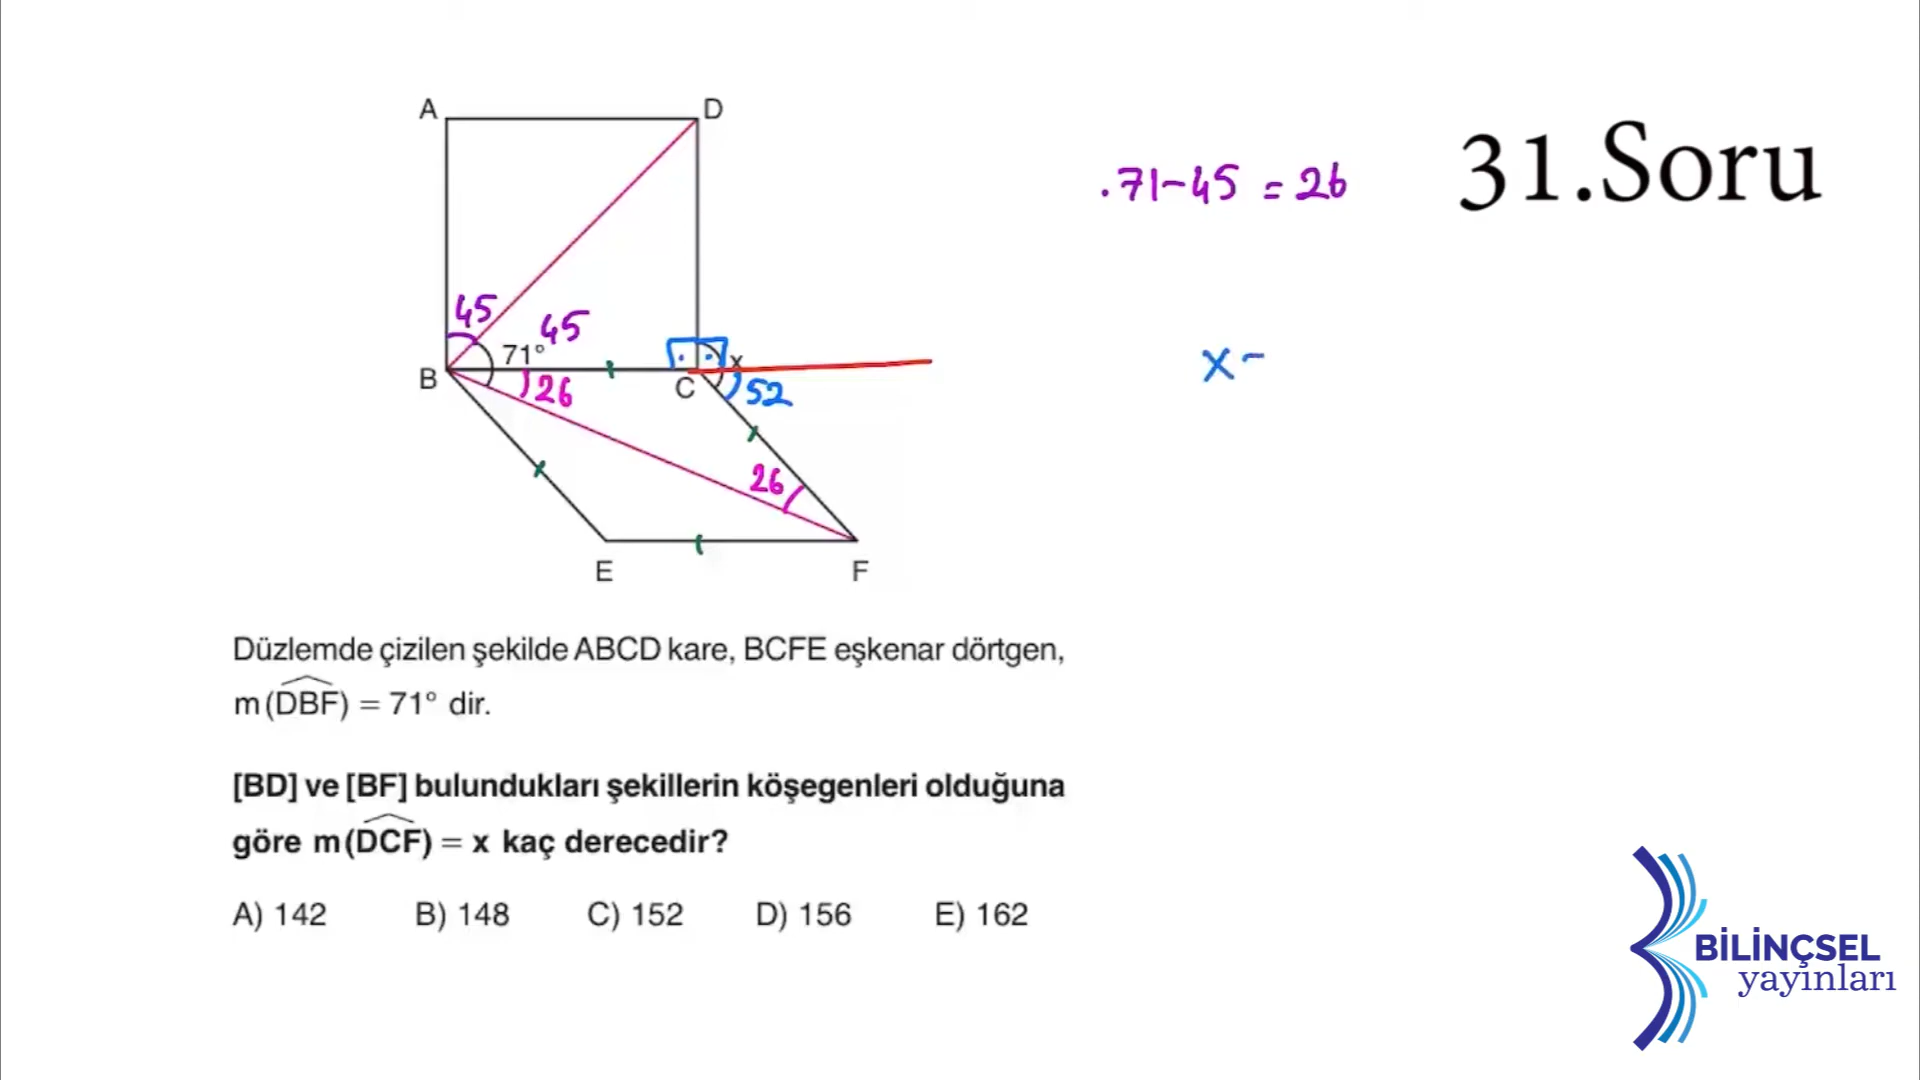 31.Soru
A
D
.71-45 = 26
45
45
71°
x
B
26
C
52
x -
26
E
F
Düzlemde çizilen şekilde ABCD kare, BCFE eşkenar dörtgen,
m(DBF) = 71° dir.
[BD] ve [BF] bulundukları şekillerin köşegenleri olduğuna
göre m(DCF) = x kaç derecedir?
A) 142 B) 148 C) 152 D) 156 E) 162
BİLİNÇSEL
yayınları